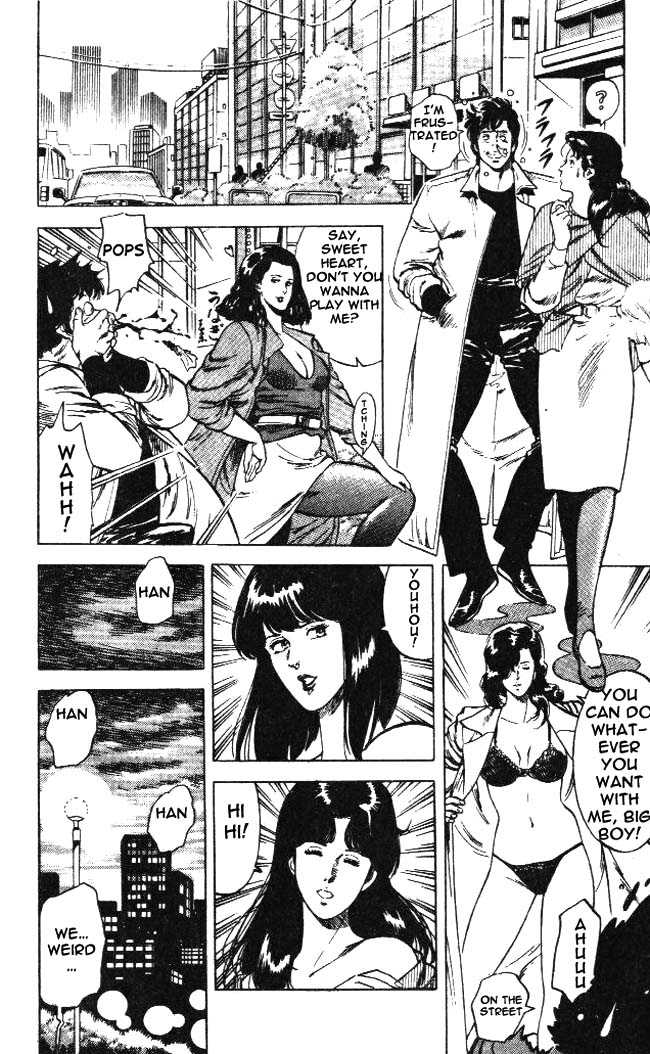 I'M
FRUS-
TRATED
!
?
POPS
SAY,
SWEET
HEART,
DON'T YOU
WANNA
PLAY WITH
ME?
TCHING
WAHH!
YOUHOU!
HI
HI!
YOU
CAN DO
WHAT-
EVER
YOU
WANT
WITH
ME, BIG
BOY!
AHUUU
ON THE
STREET
HAN
HAN
HAN
WE...
WEIRD
...